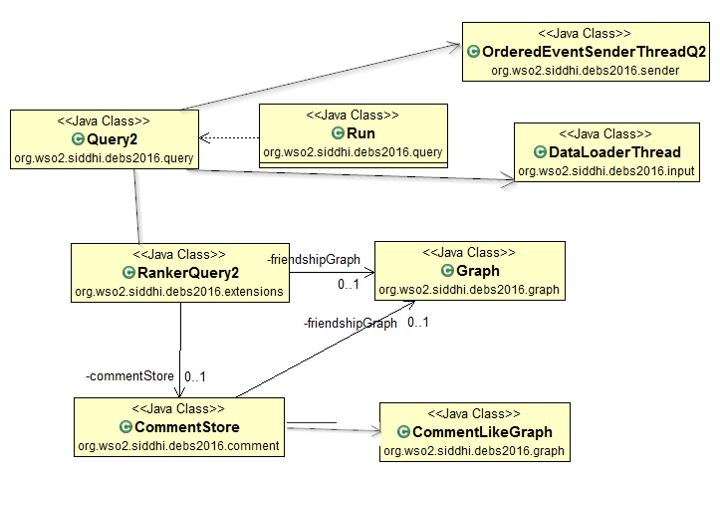 <<Java Class>>
OrderedEventSenderThreadQ2
org.wso2.siddhi.debs2016.sender
<<Java Class>>
Query2
org.wso2.siddhi.debs2016.query
<<Java Class>>
Run
org.wso2.siddhi.debs2016.query
<<Java Class>>
DataLoaderThread
org.wso2.siddhi.debs2016.input
<<Java Class>>
RankerQuery2
org.wso2.siddhi.debs2016.extensions
-friendshipGraph
0..1
<<Java Class>>
Graph
org.wso2.siddhi.debs2016.graph
-friendshipGraph
0..1
-commentStore
0..1
<<Java Class>>
CommentStore
org.wso2.siddhi.debs2016.comment
<<Java Class>>
CommentLikeGraph
org.wso2.siddhi.debs2016.graph